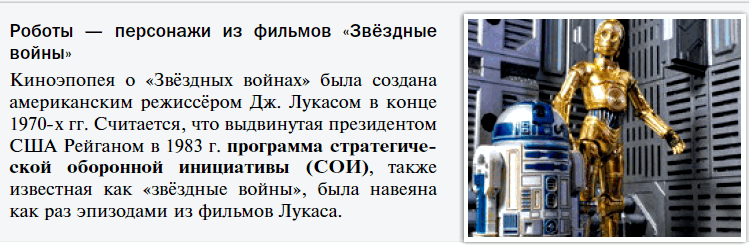 Роботы — персонажи из фильмов «Звёздные
войны»
Киноэпопея о «Звёздных войнах» была создана
американским режиссёром Дж. Лукасом в конце
1970-х гг. Считается, что выдвинутая президентом
США Рейганом в 1983 г. программа стратегиче-
ской оборонной инициативы (СОИ), также
известная как «звёздные войны», была навеяна
как раз эпизодами из фильмов Лукаса.